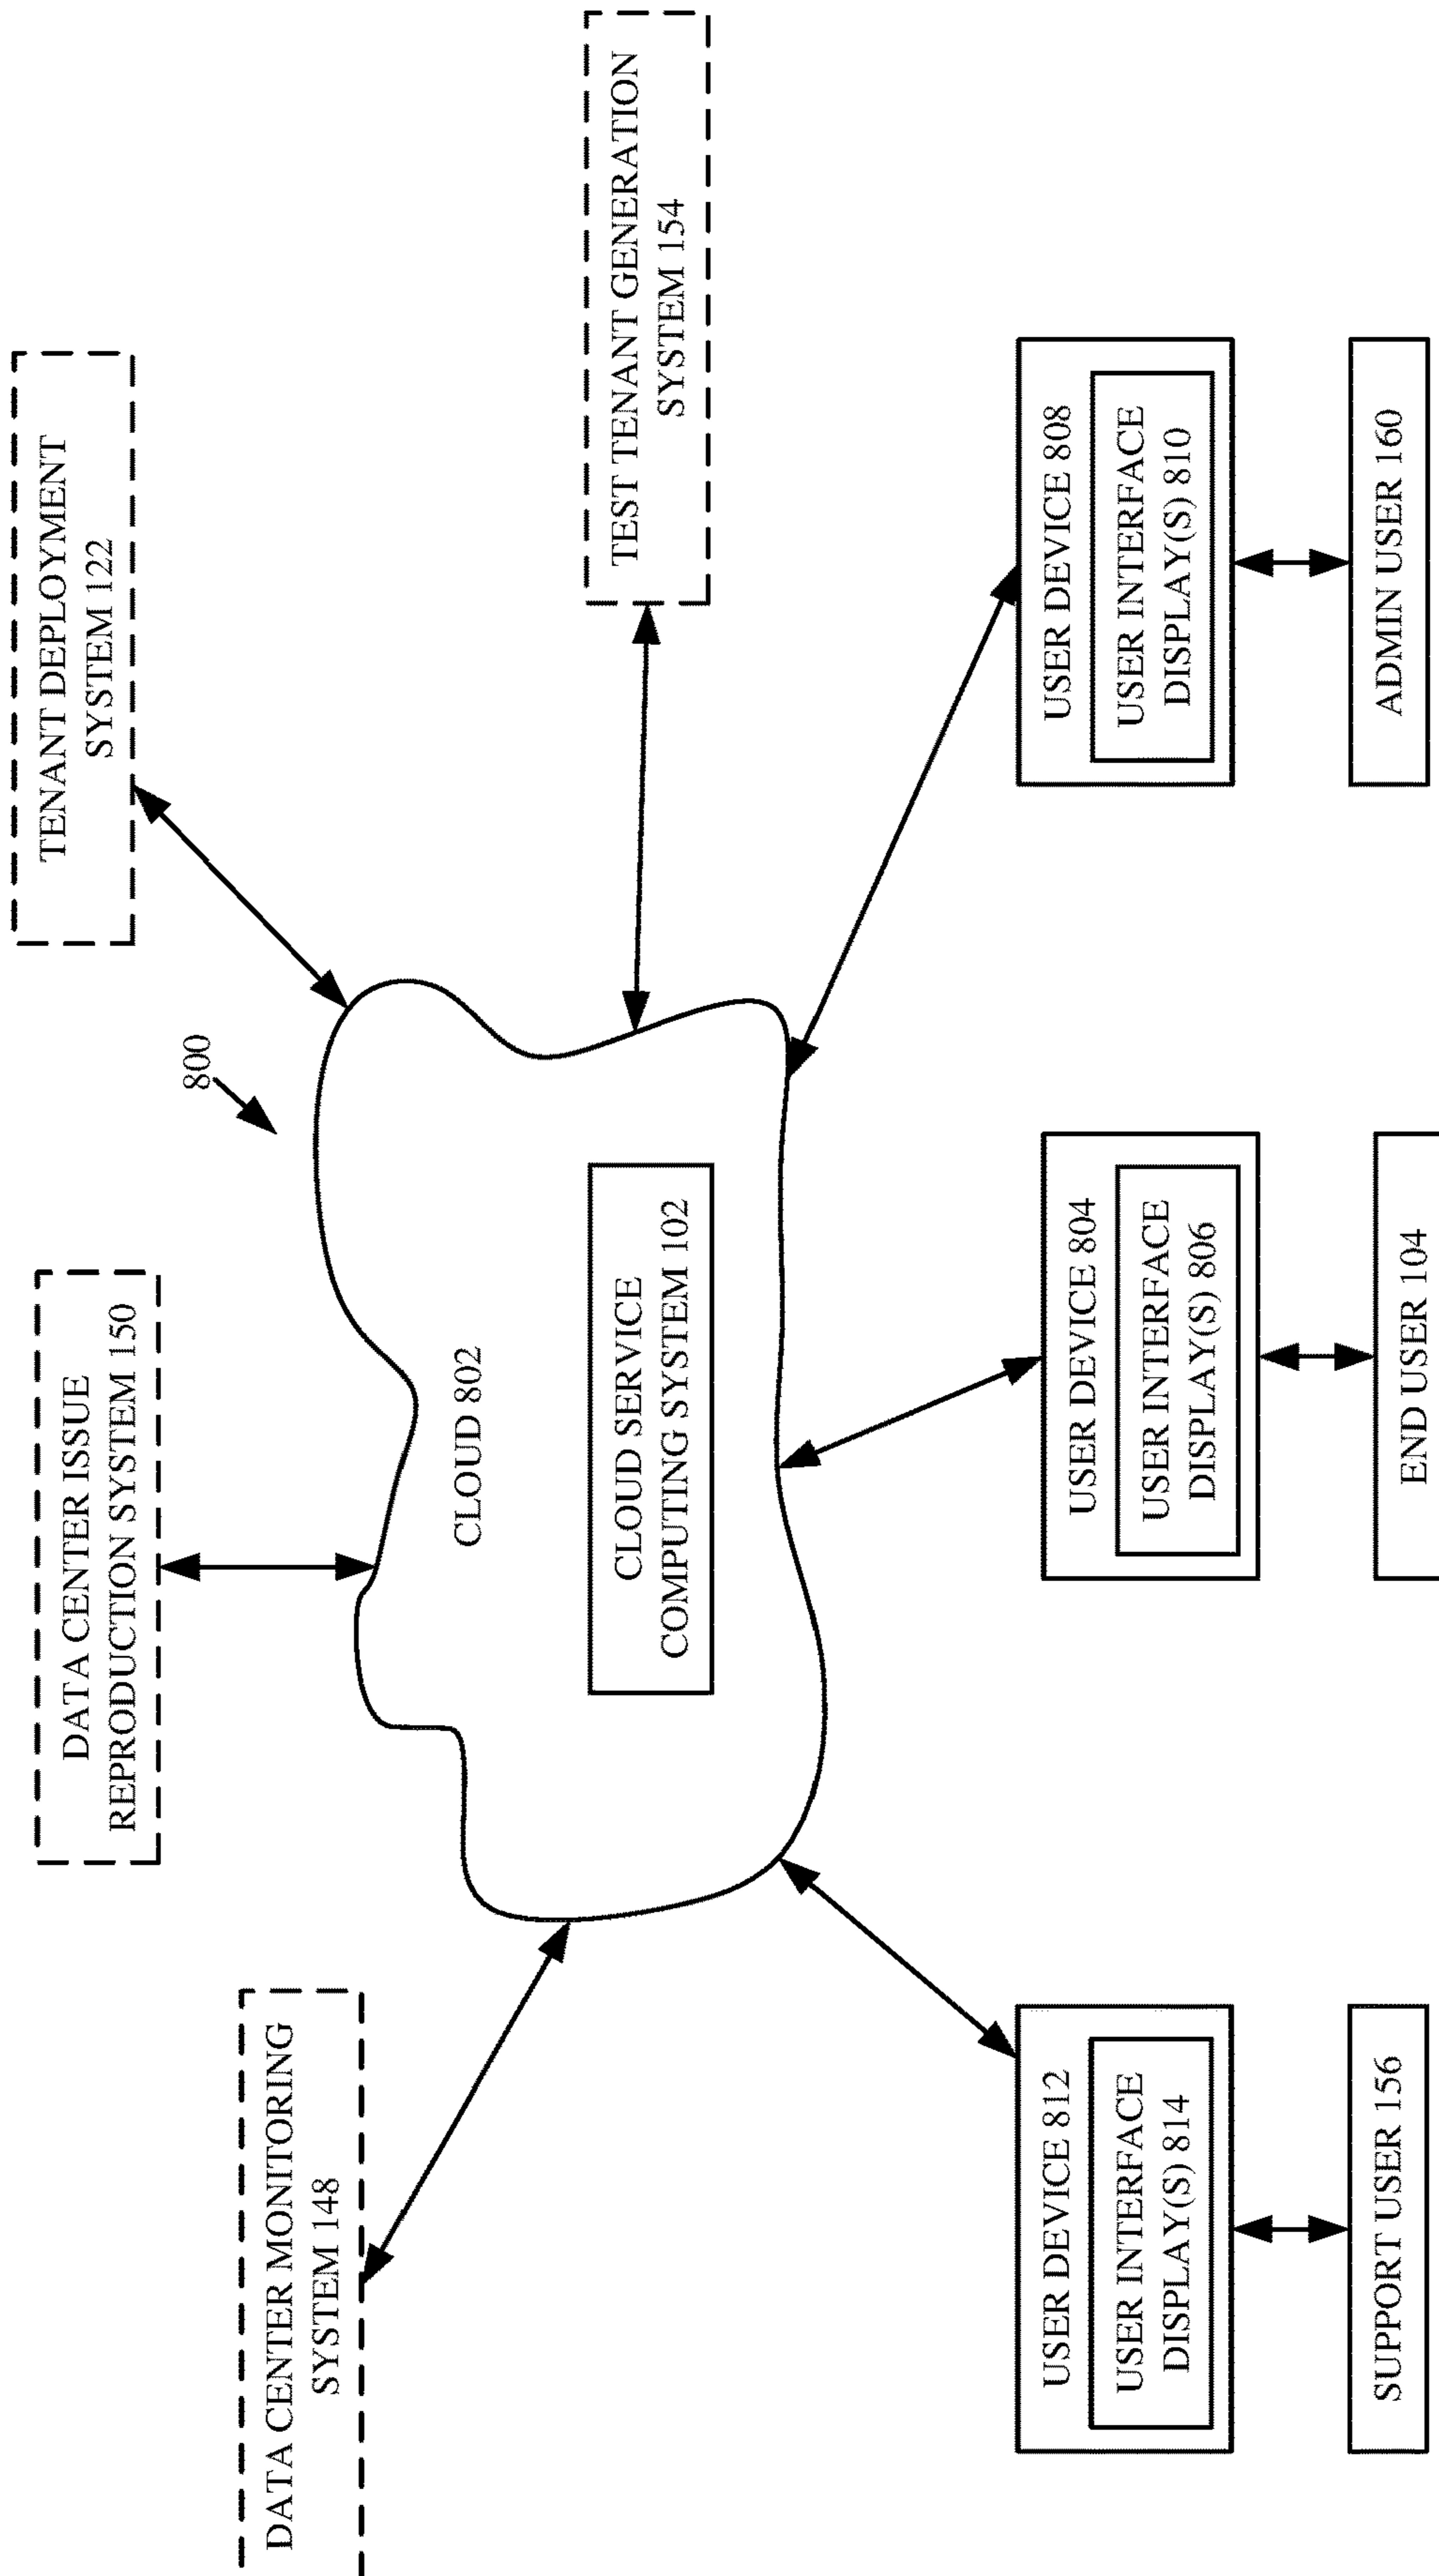 DATA CENTER ISSUE
REPRODUCTION SYSTEM 150
TENANT DEPLOYMENT
SYSTEM 122
800
DATA CENTER MONITORING
SYSTEM 148
CLOUD 802
CLOUD SERVICE
COMPUTING SYSTEM 102
TEST TENANT GENERATION
SYSTEM 154
USER DEVICE 812
USER INTERFACE
DISPLAY(S) 814
SUPPORT USER 156
USER DEVICE 804
USER INTERFACE
DISPLAY(S) 806
END USER 104
USER DEVICE 808
USER INTERFACE
DISPLAY(S) 810
ADMIN USER 160